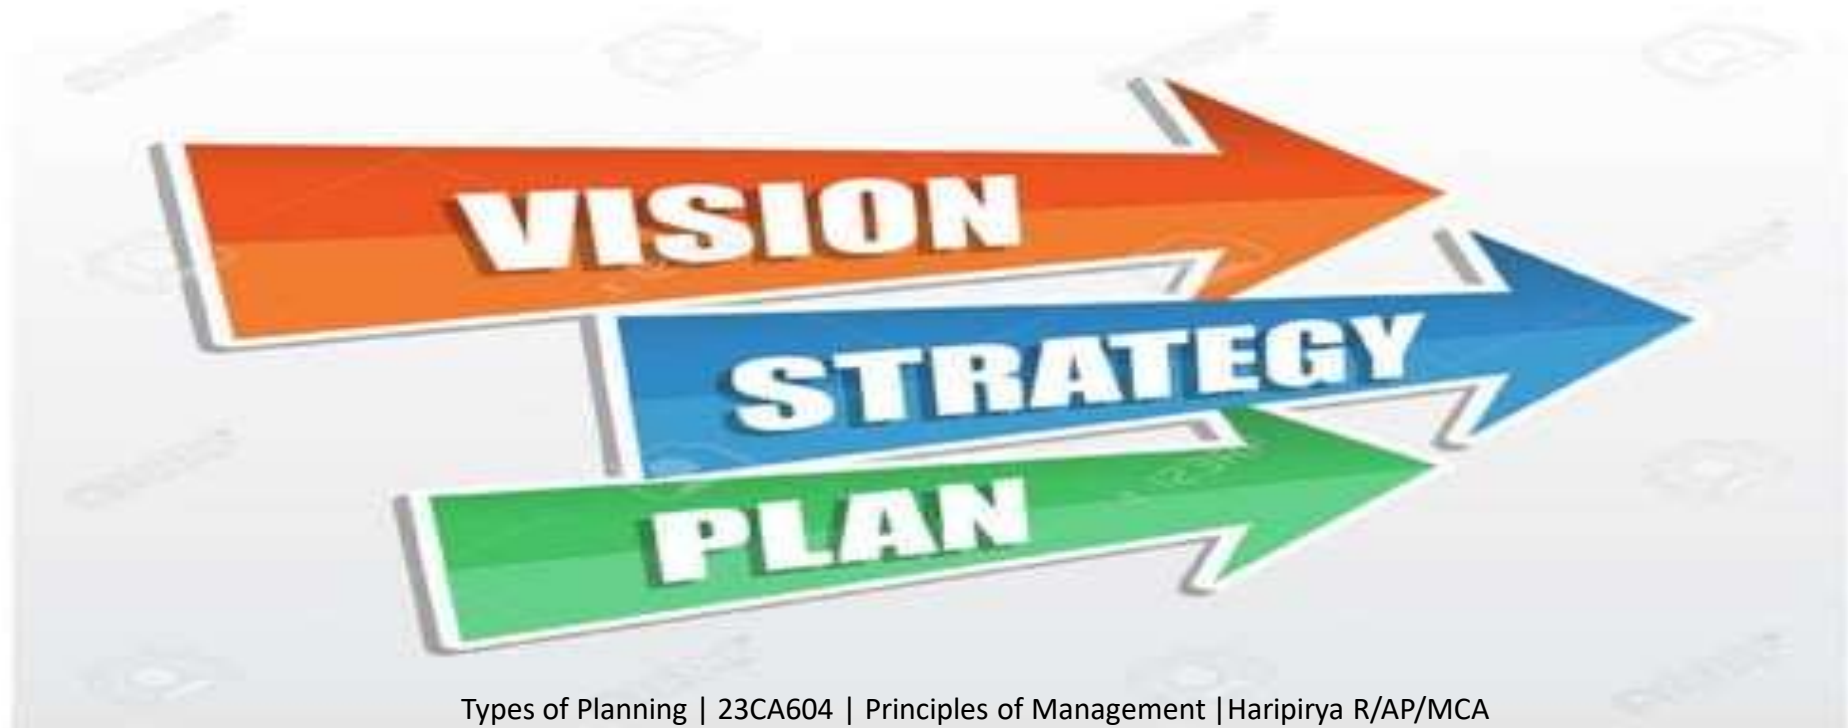 VISION
STRATEGY
PLAN
Types of Planning | 23CA604 | Principles of Management |Haripirya R/AP/MCA